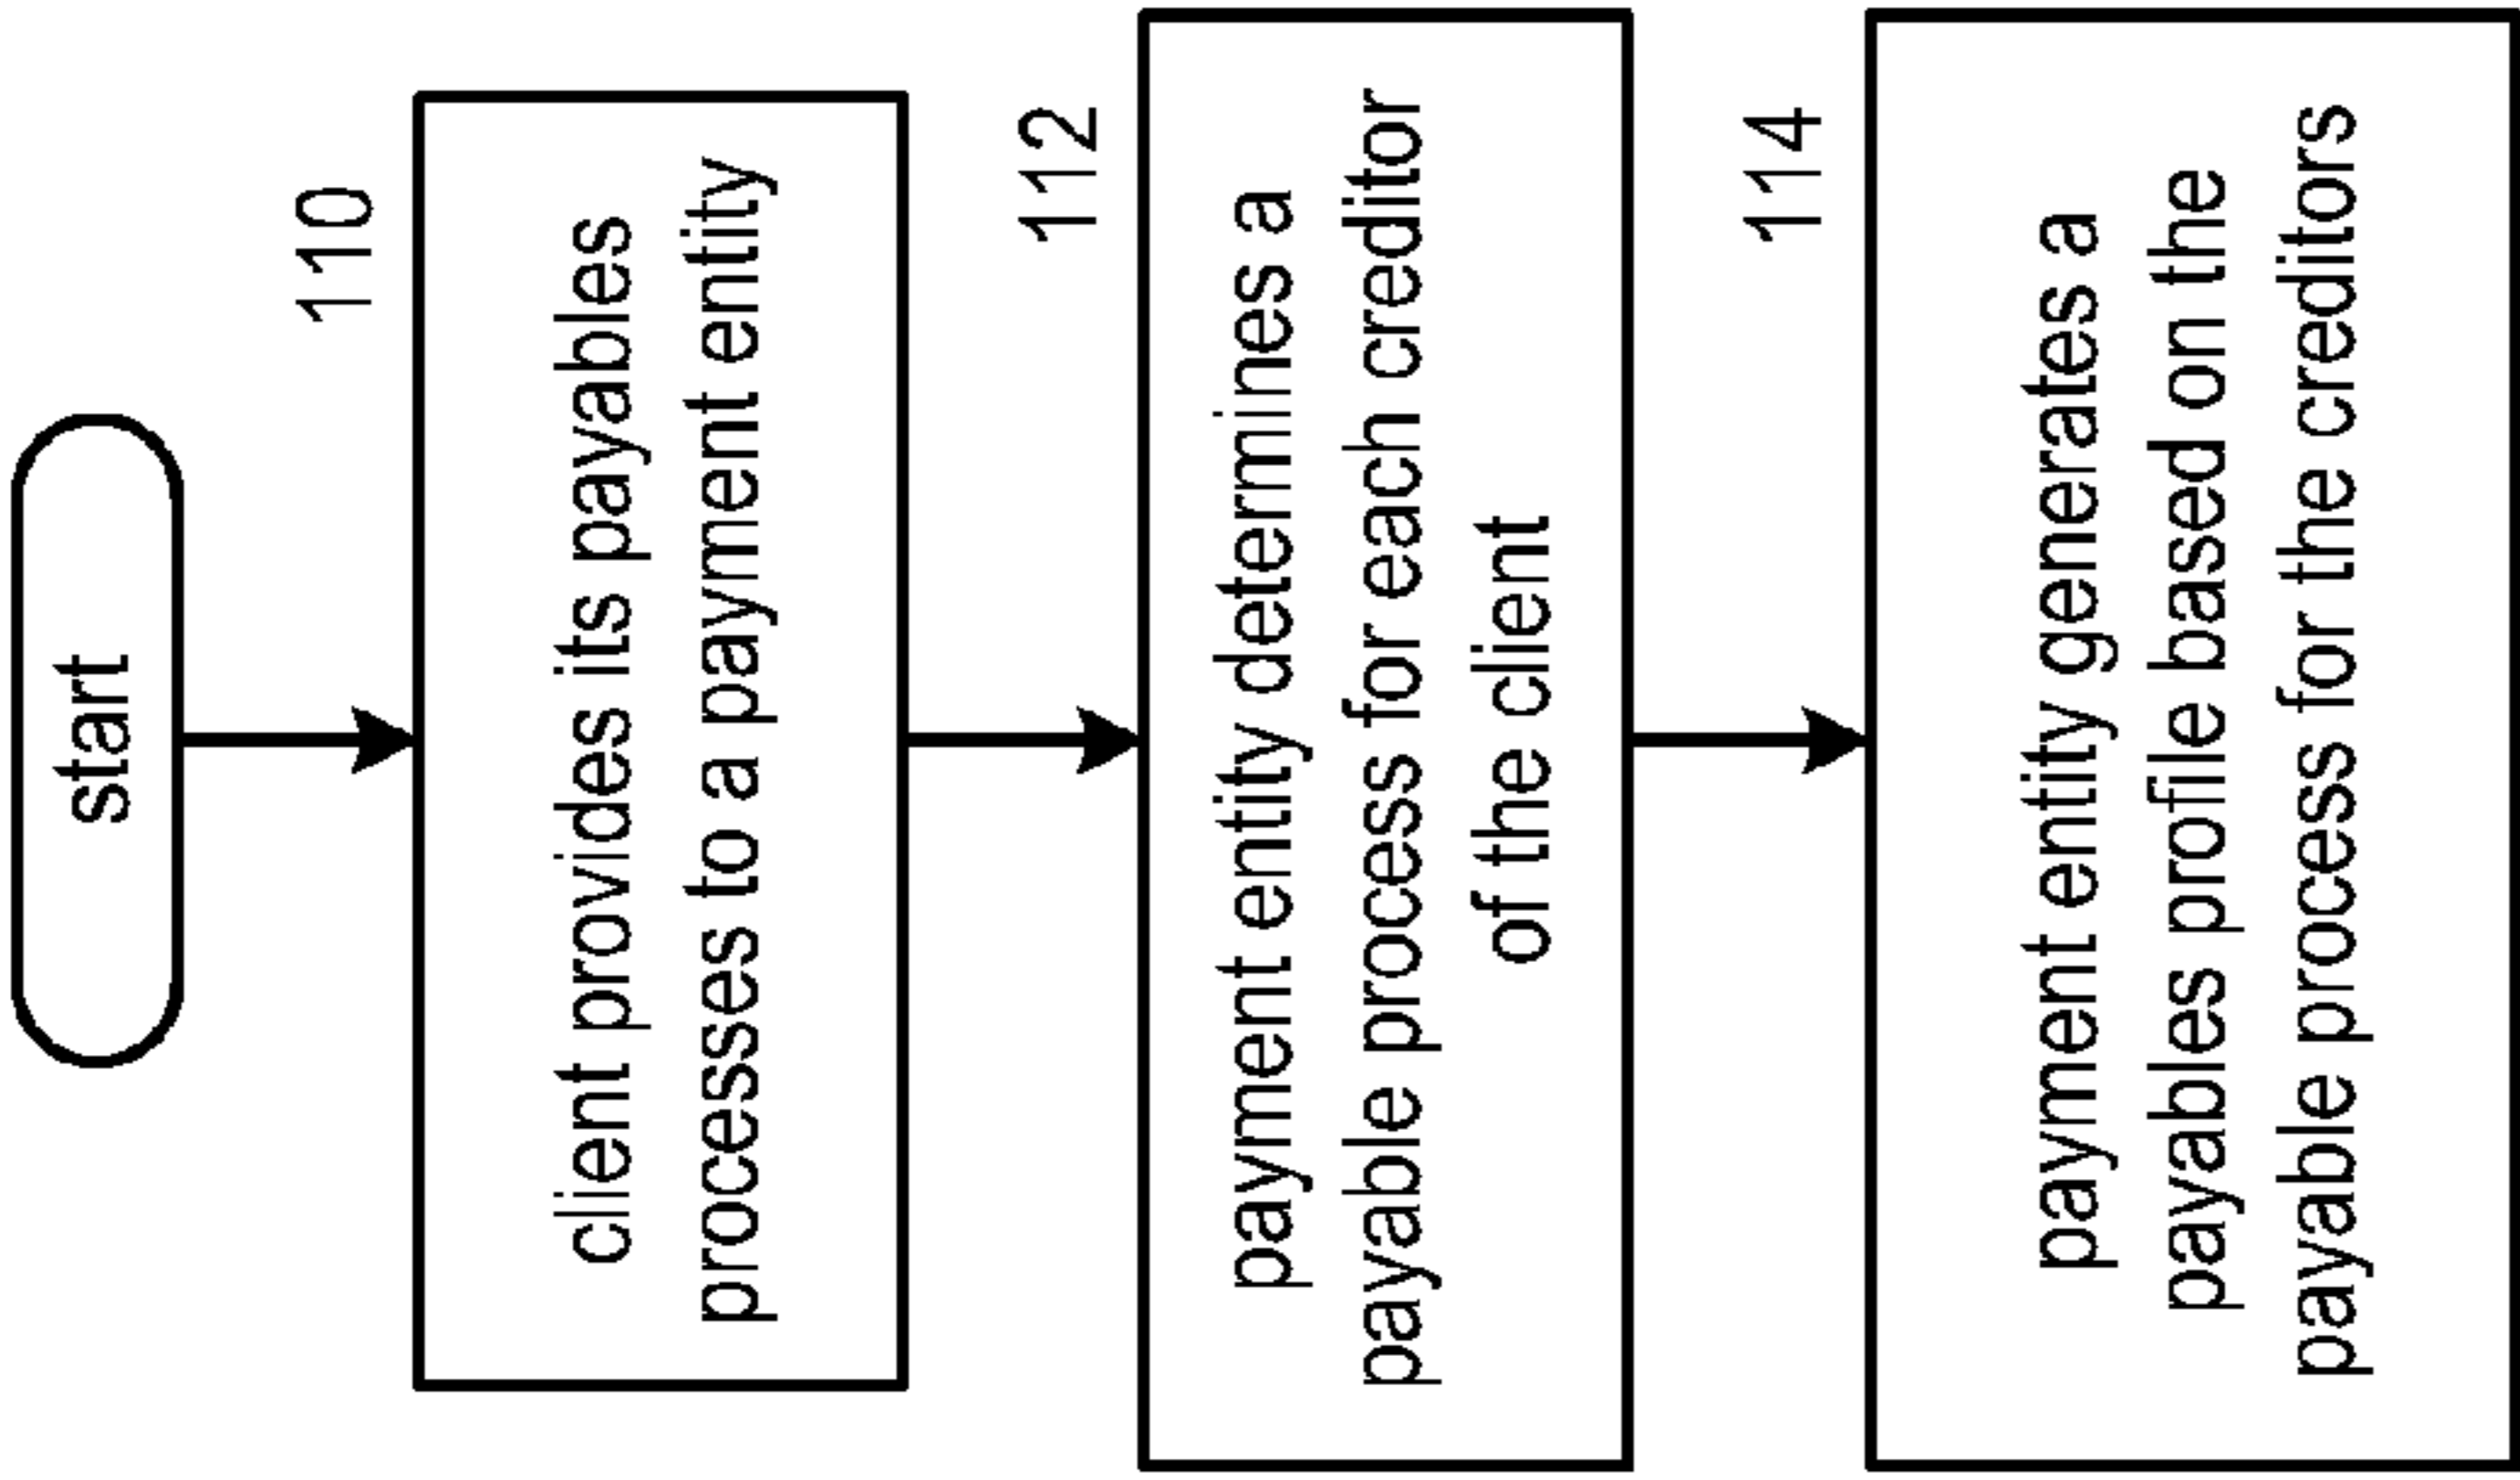 start
110
client provides its payables
processes to a payment entity
112
payment entity determines a
payable process for each creditor
of the client
114
payment entity generates a
payables profile based on the
payable process for the creditors